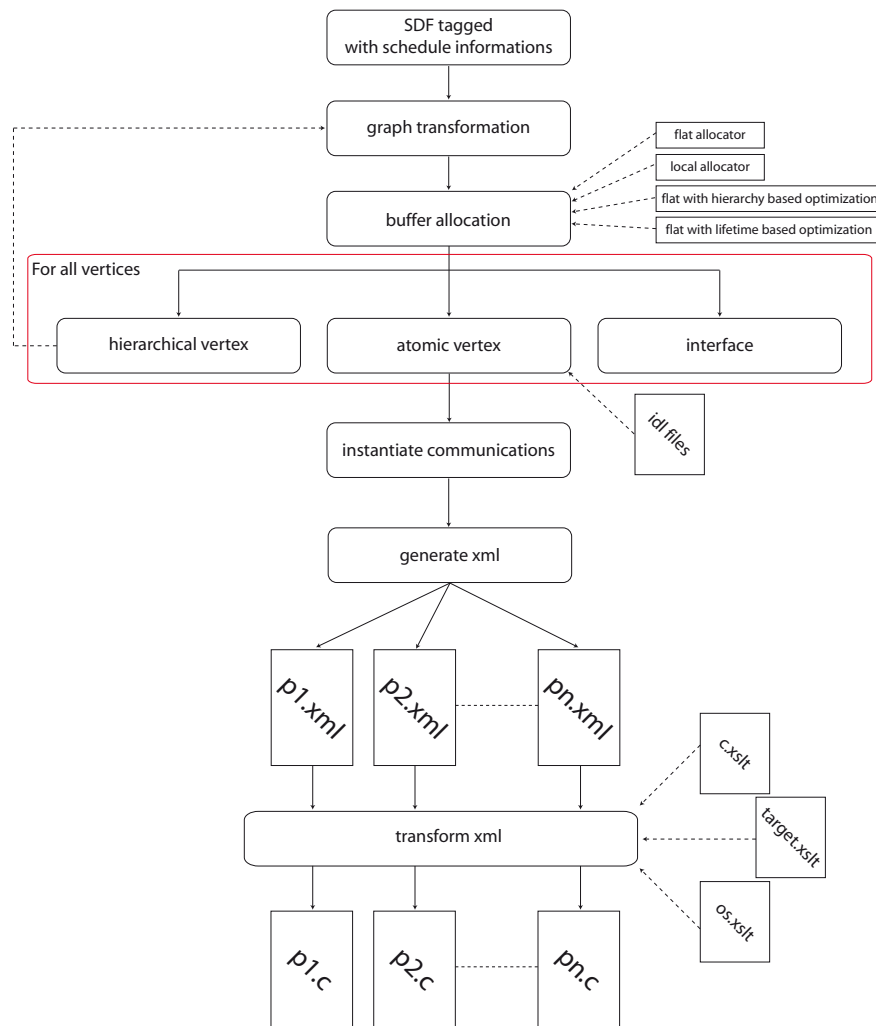 SDF tagged
with schedule informations
graph transformation
flat allocator
local allocator
buffer allocation
flat with hierarchy based optimization
flat with lifetime based optimization
For all vertices
hierarchical vertex
atomic vertex
interface
idl files
instantiate communications
generate xml
p1.xml
p2.xml
pn.xml
c.xslt
transform xml
target.xslt
os.xslt
p1.c
p2.c
pn.c